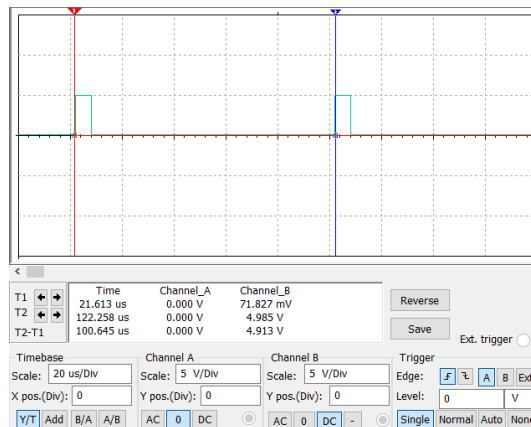 1
2
<
Time Channel_A Channel_B
T1 21.613 us 0.000 V 71.827 mV
T2 122.258 us 0.000 V 4.985 V
T2-T1 100.645 us 0.000 V 4.913 V
Reverse
Save
Ext. trigger
Timebase
Scale: 20 us/Div
X pos.(Div): 0
Y/T Add B/A A/B
Channel A
Scale: 5 V/Div
Y pos.(Div): 0
AC 0 DC
Channel B
Scale: 5 V/Div
Y pos.(Div): 0
AC 0 DC -
Trigger
Edge: A B Ext
Level: 0 V
Single Normal Auto None